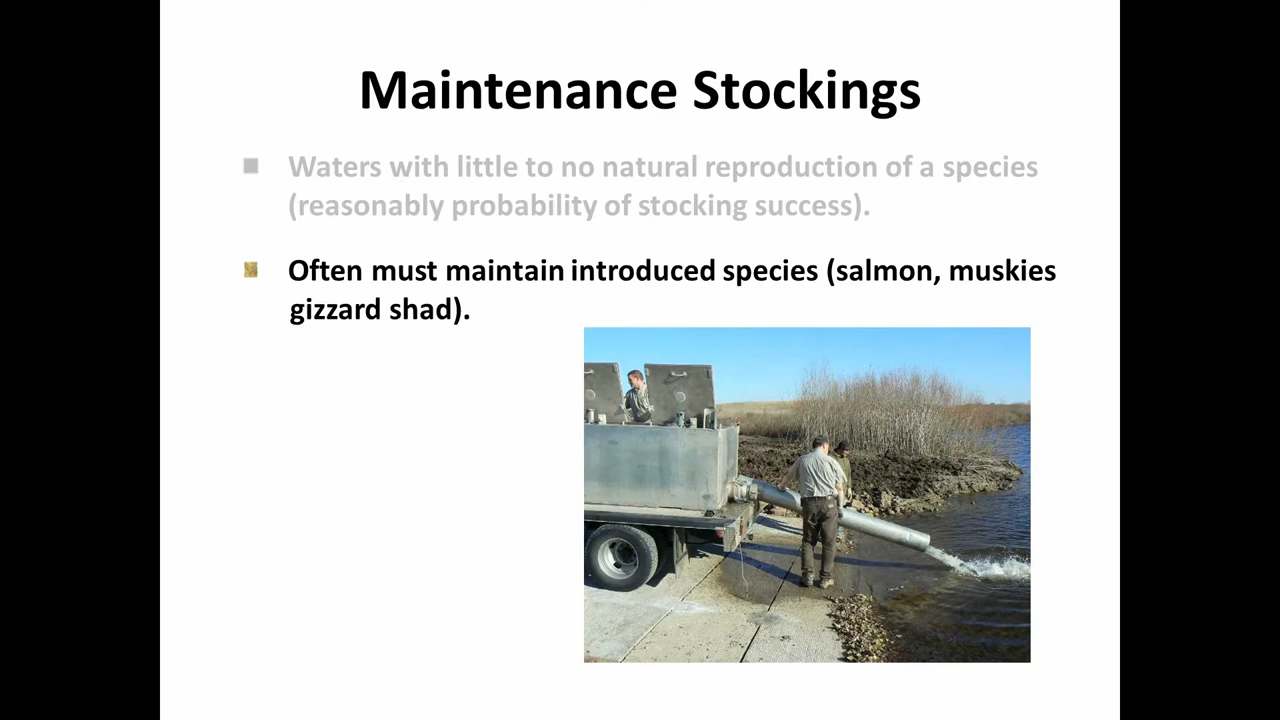 Maintenance Stockings
Waters with little to no natural reproduction of a species
(reasonably probability of stocking success).
Often must maintain introduced species (salmon, muskies
gizzard shad).